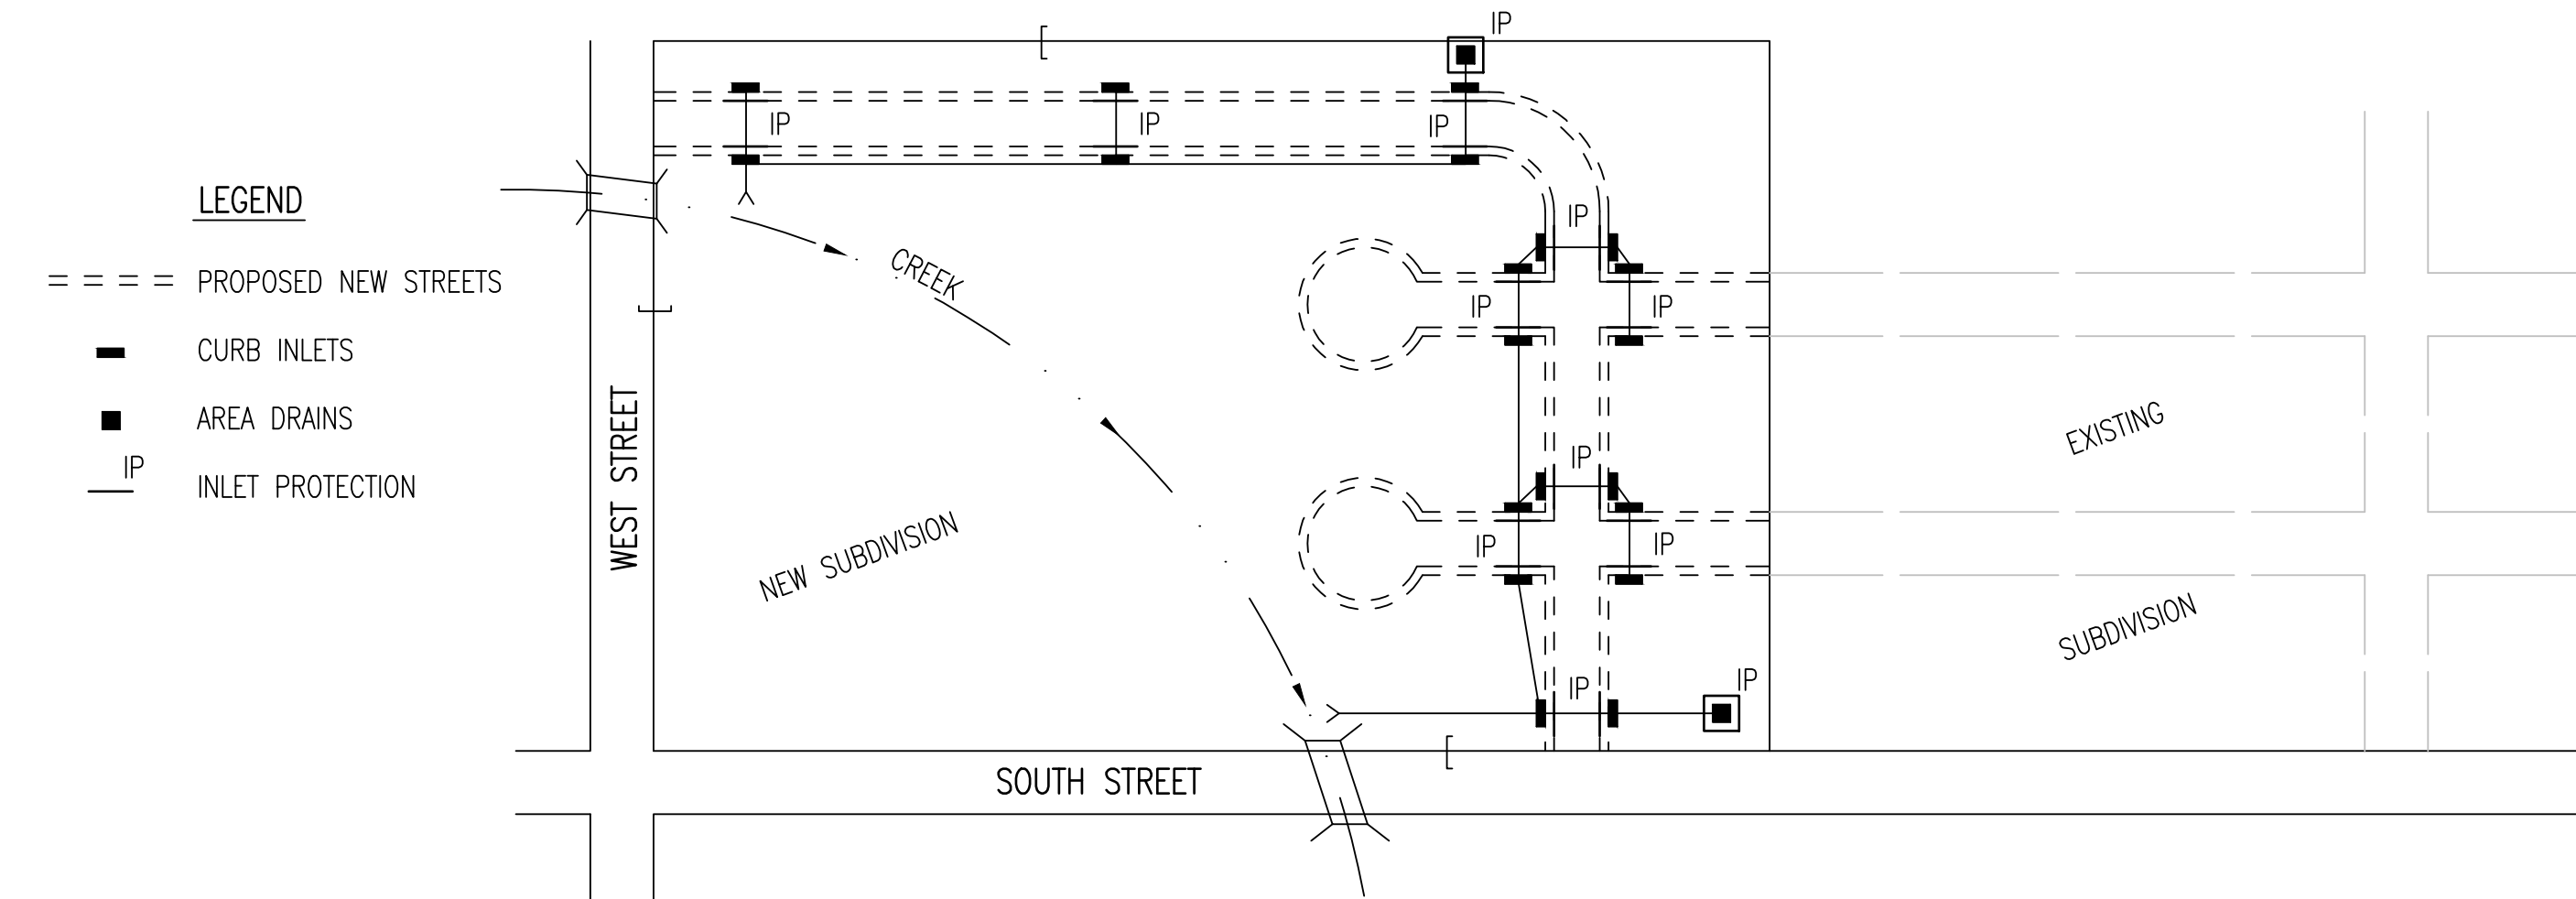 IP
IP
IP
IP
LEGEND
IP
CREEK
PROPOSED NEW STREETS
IP
IP
CURB INLETS
AREA DRAINS
EXISTING
IP
IP
INLET PROTECTION
WEST STREET
NEW SUBDIVISION
IP
IP
SUBDIVISION
IP
IP
SOUTH STREET